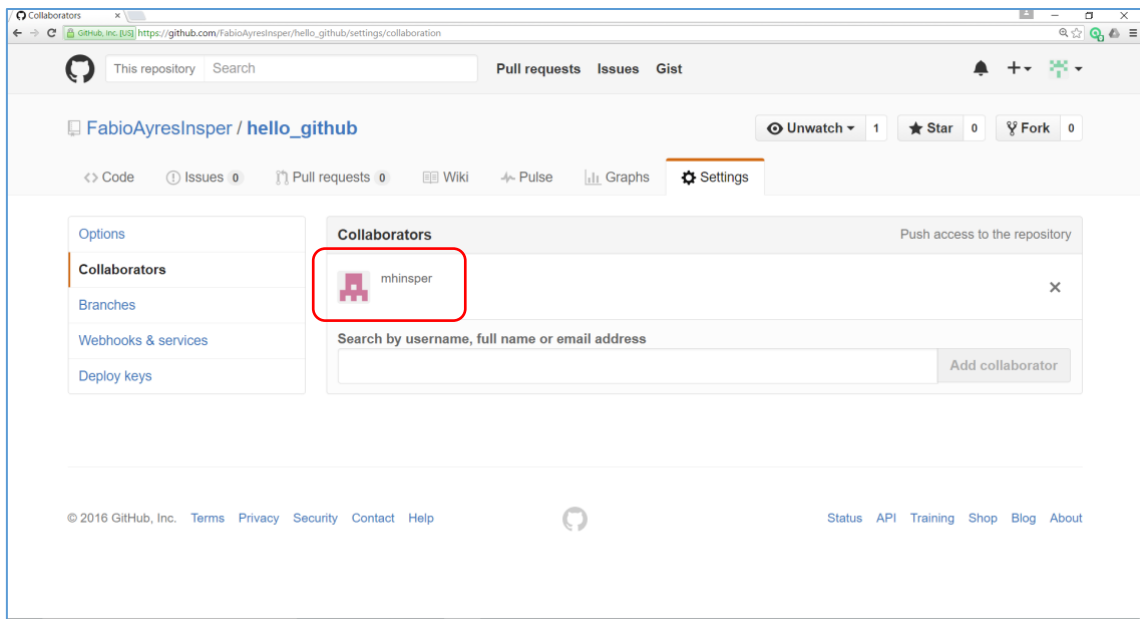 Collaborators
GitHub, Inc. [US] https://github.com/FabioAyresInsper/hello_github/settings/collaboration
This repository Search Pull requests Issues Gist
FabioAyresInsper / hello_github Unwatch 1 Star 0 Fork 0
Code Issues 0 Pull requests 0 Wiki Pulse Graphs Settings
Options
Collaborators
Branches
Webhooks & services
Deploy keys
Collaborators Push access to the repository
mhinsper
Search by username, full name or email address
Add collaborator
© 2016 GitHub, Inc. Terms Privacy Security Contact Help Status API Training Shop Blog About